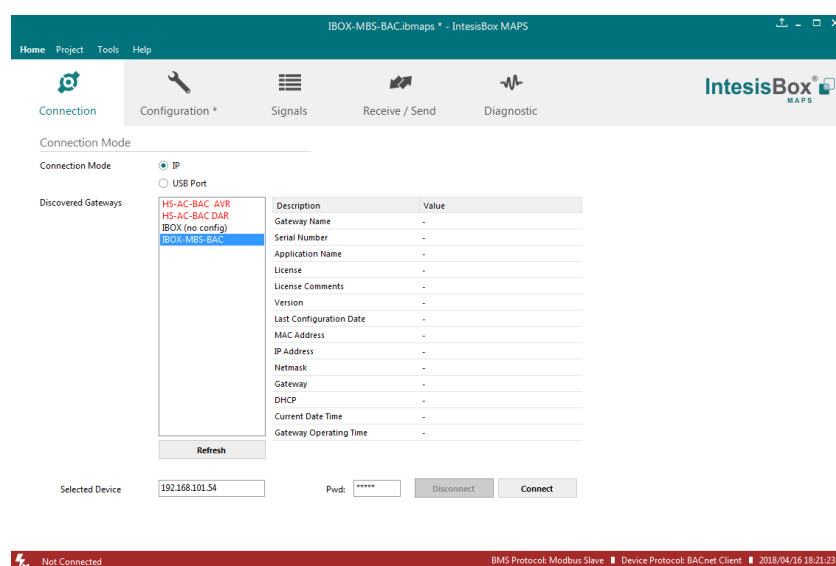 IBOX-MBS-BAC.ibmaps * - IntesisBox MAPS
Home Project Tools Help
Connection Configuration * Signals Receive / Send Diagnostic
IntesisBox®
MAPS
Connection Mode
Connection Mode IP
USB Port
Discovered Gateways
HS-AC-BAC AVR
HS-AC-BAC DAR
IBOX (no config)
IBOX-MBS-BAC
Description Value
Gateway Name -
Serial Number -
Application Name -
License -
License Comments -
Version -
Last Configuration Date -
MAC Address -
IP Address -
Netmask -
Gateway -
DHCP -
Current Date Time -
Gateway Operating Time -
Refresh
Selected Device 192.168.101.54 Pwd: ***** Disconnect Connect
Not Connected BMS Protocol: Modbus Slave Device Protocol: BACnet Client 2018/04/16 18:21:23